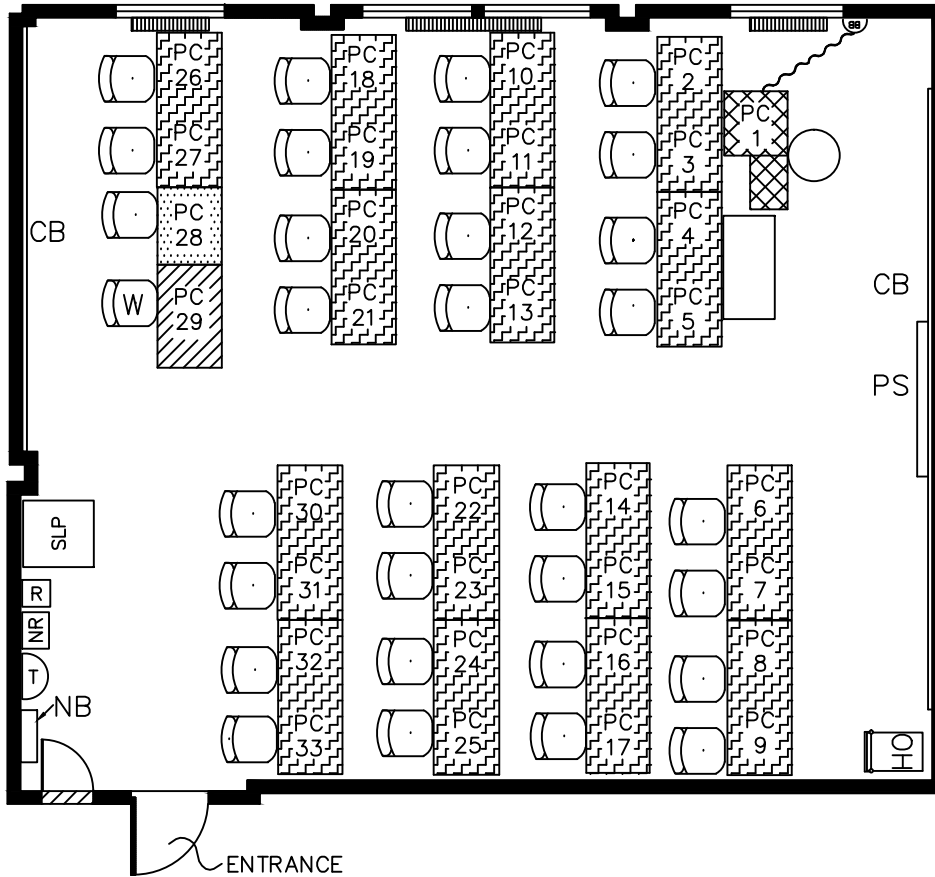 BB
PC
26
PC
27
PC
28
W
PC
29
PC
18
PC
19
PC
20
PC
21
PC
10
PC
11
PC
12
PC
13
PC
2
PC
3
PC
4
PC
5
PC
1
CB
CB
PS
SLP
R
NR
T
NB
PC
30
PC
31
PC
32
PC
33
PC
22
PC
23
PC
24
PC
25
PC
14
PC
15
PC
16
PC
17
PC
6
PC
7
PC
8
PC
9
HO
ENTRANCE